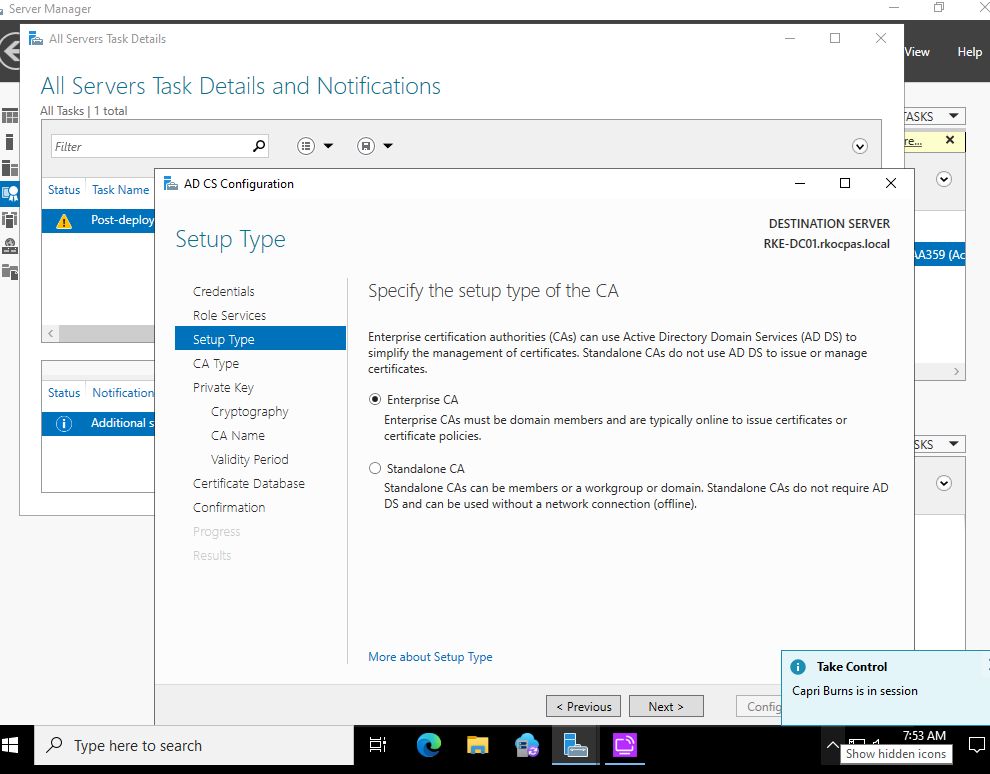 Server Manager
All Servers Task Details
View
Help
All Servers Task Details and Notifications
All Tasks | 1 total
TASKS
Filter
re...
Status
Task Name
AD CS Configuration
Post-deploy
DESTINATION SERVER
RKE-DC01.rkocpas.local
Setup Type
AA359 (Ac
Credentials
Role Services
Setup Type
CA Type
Private Key
Cryptography
CA Name
Validity Period
Certificate Database
Confirmation
Progress
Results
Specify the setup type of the CA
Enterprise certification authorities (CAs) can use Active Directory Domain Services (AD DS) to
simplify the management of certificates. Standalone CAs do not use AD DS to issue or manage
certificates.
Enterprise CA
Enterprise CAs must be domain members and are typically online to issue certificates or
certificate policies.
Standalone CA
Standalone CAs can be members or a workgroup or domain. Standalone CAs do not require AD
DS and can be used without a network connection (offline).
More about Setup Type
Status
Notification
Additional s
SKS
< Previous
Next >
Config
Take Control
Capri Burns is in session
Type here to search
7:53 AM
Show hidden icons